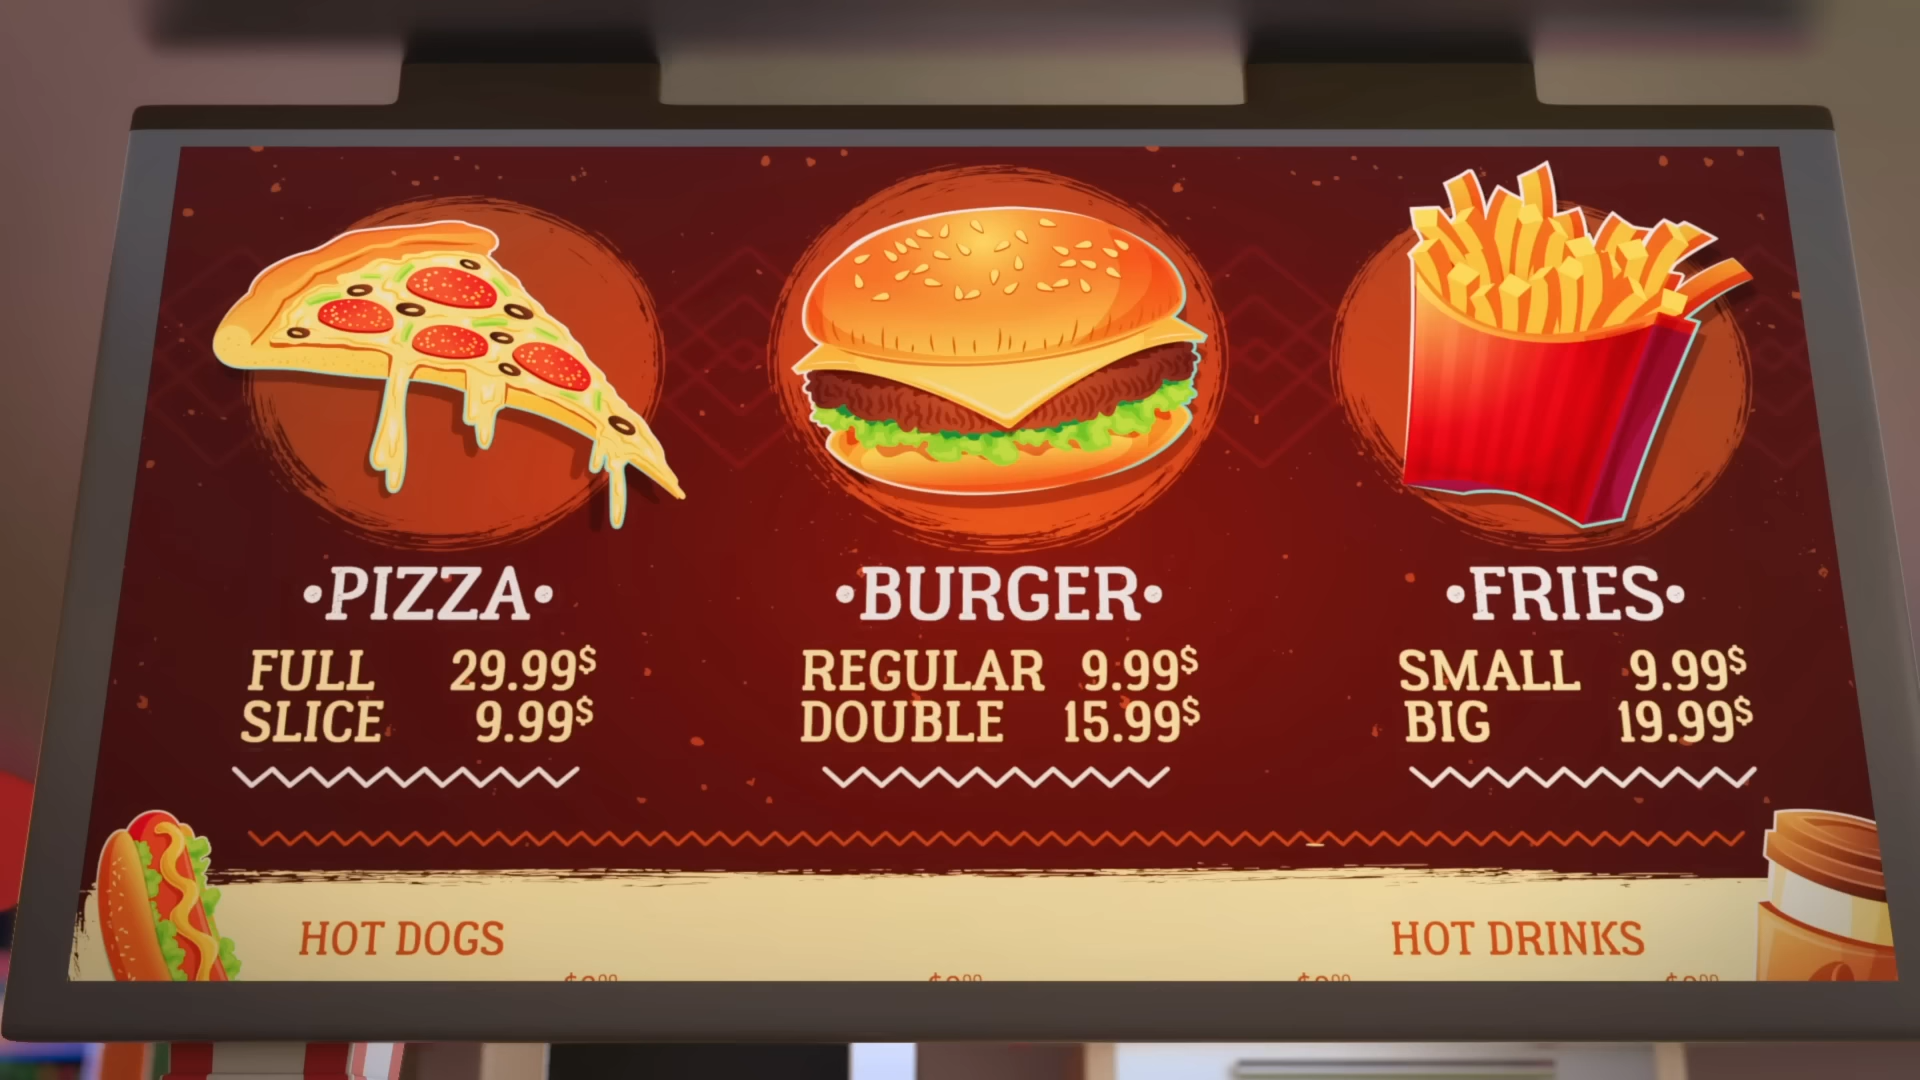 •PIZZA•
FULL 29.99$
SLICE 9.99$
•BURGER•
REGULAR 9.99$
DOUBLE 15.99$
•FRIES•
SMALL 9.99$
BIG 19.99$
HOT DOGS
HOT DRINKS